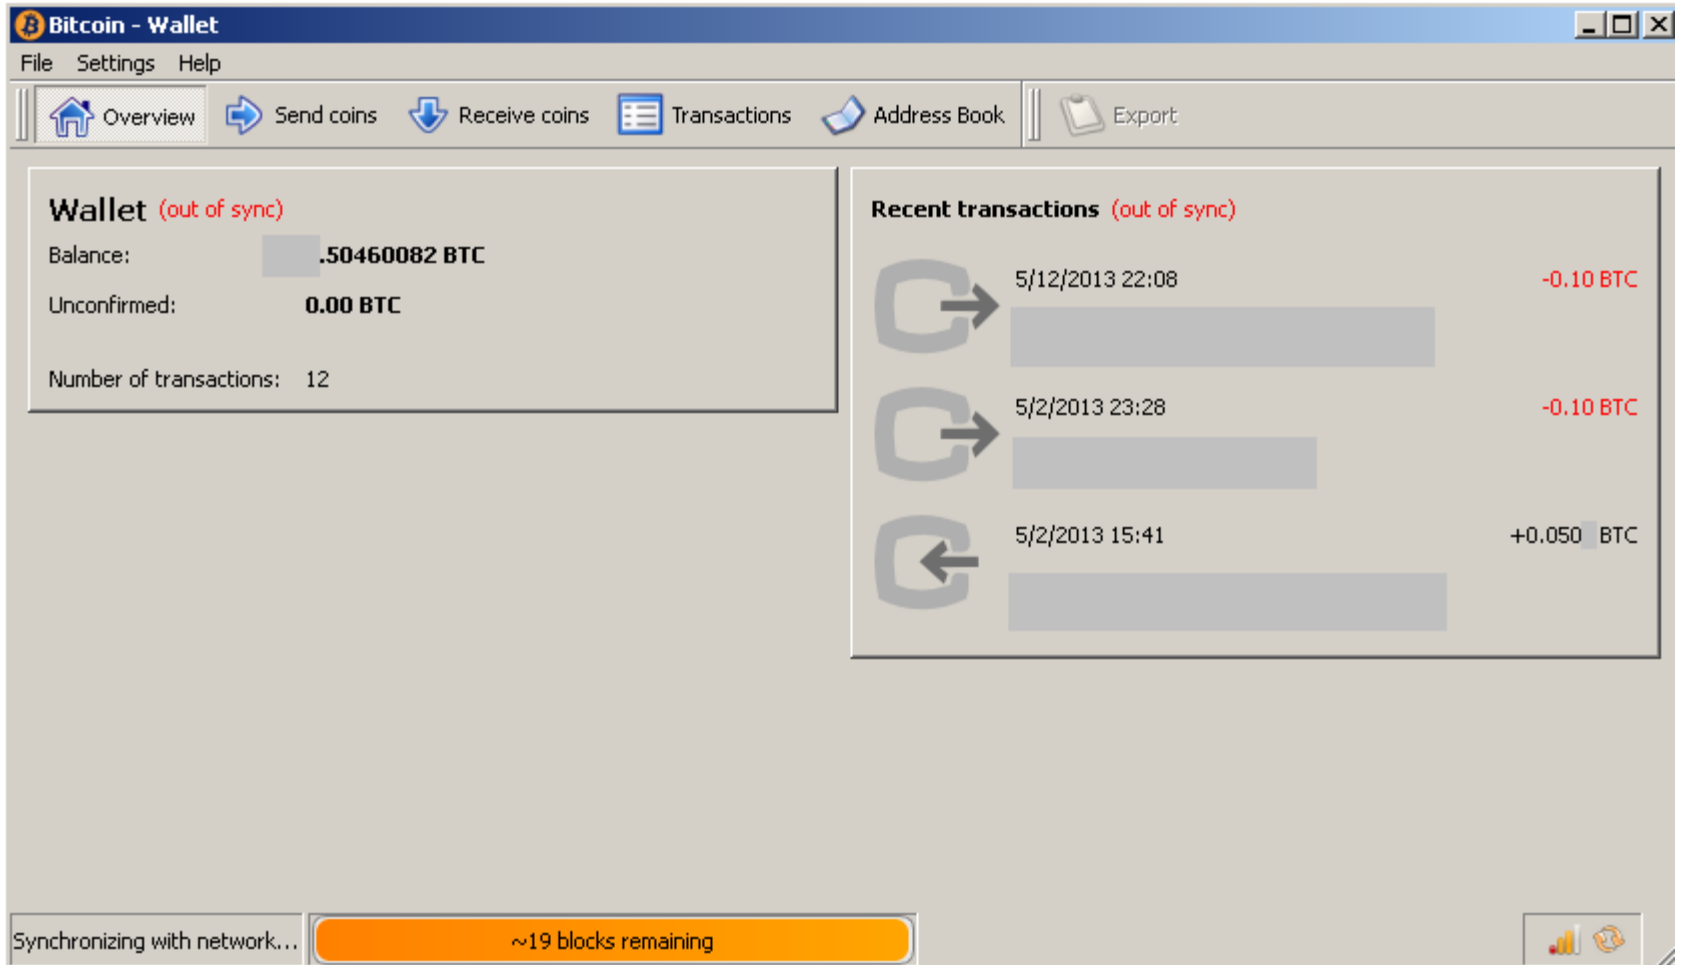 Bitcoin - Wallet
File Settings Help
Overview Send coins Receive coins Transactions Address Book Export
Wallet (out of sync)
Balance: .50460082 BTC
Unconfirmed: 0.00 BTC
Number of transactions: 12
Recent transactions (out of sync)
5/12/2013 22:08 -0.10 BTC
5/2/2013 23:28 -0.10 BTC
5/2/2013 15:41 +0.050 BTC
Synchronizing with network... ~19 blocks remaining